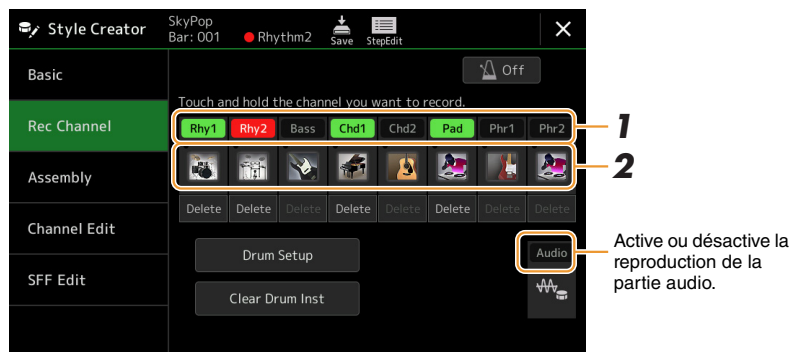 Style Creator
SkyPop
Bar: 001
Rhythm2
Save
StepEdit
Basic
Off
Touch and hold the channel you want to record.
Rec Channel
Rhy1 Rhy2 Bass Chd1 Chd2 Pad Phr1 Phr2
1
2
Assembly
Delete Delete Delete Delete Delete Delete Delete Delete
Channel Edit
Drum Setup
Audio
Active ou désactive la
reproduction de la
partie audio.
SFF Edit
Clear Drum Inst